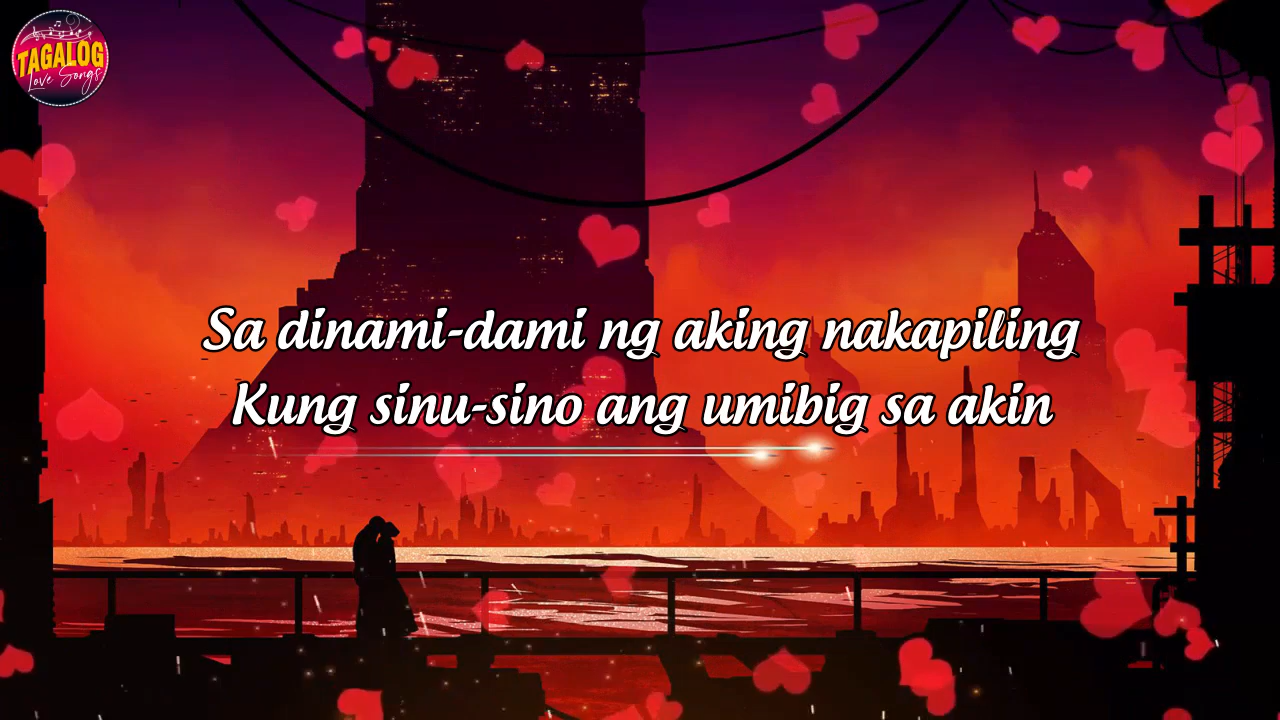 TAGALOG
Love Songs
Sa dinami-dami ng aking nakapiling
Kung sinu-sino ang umibig sa akin